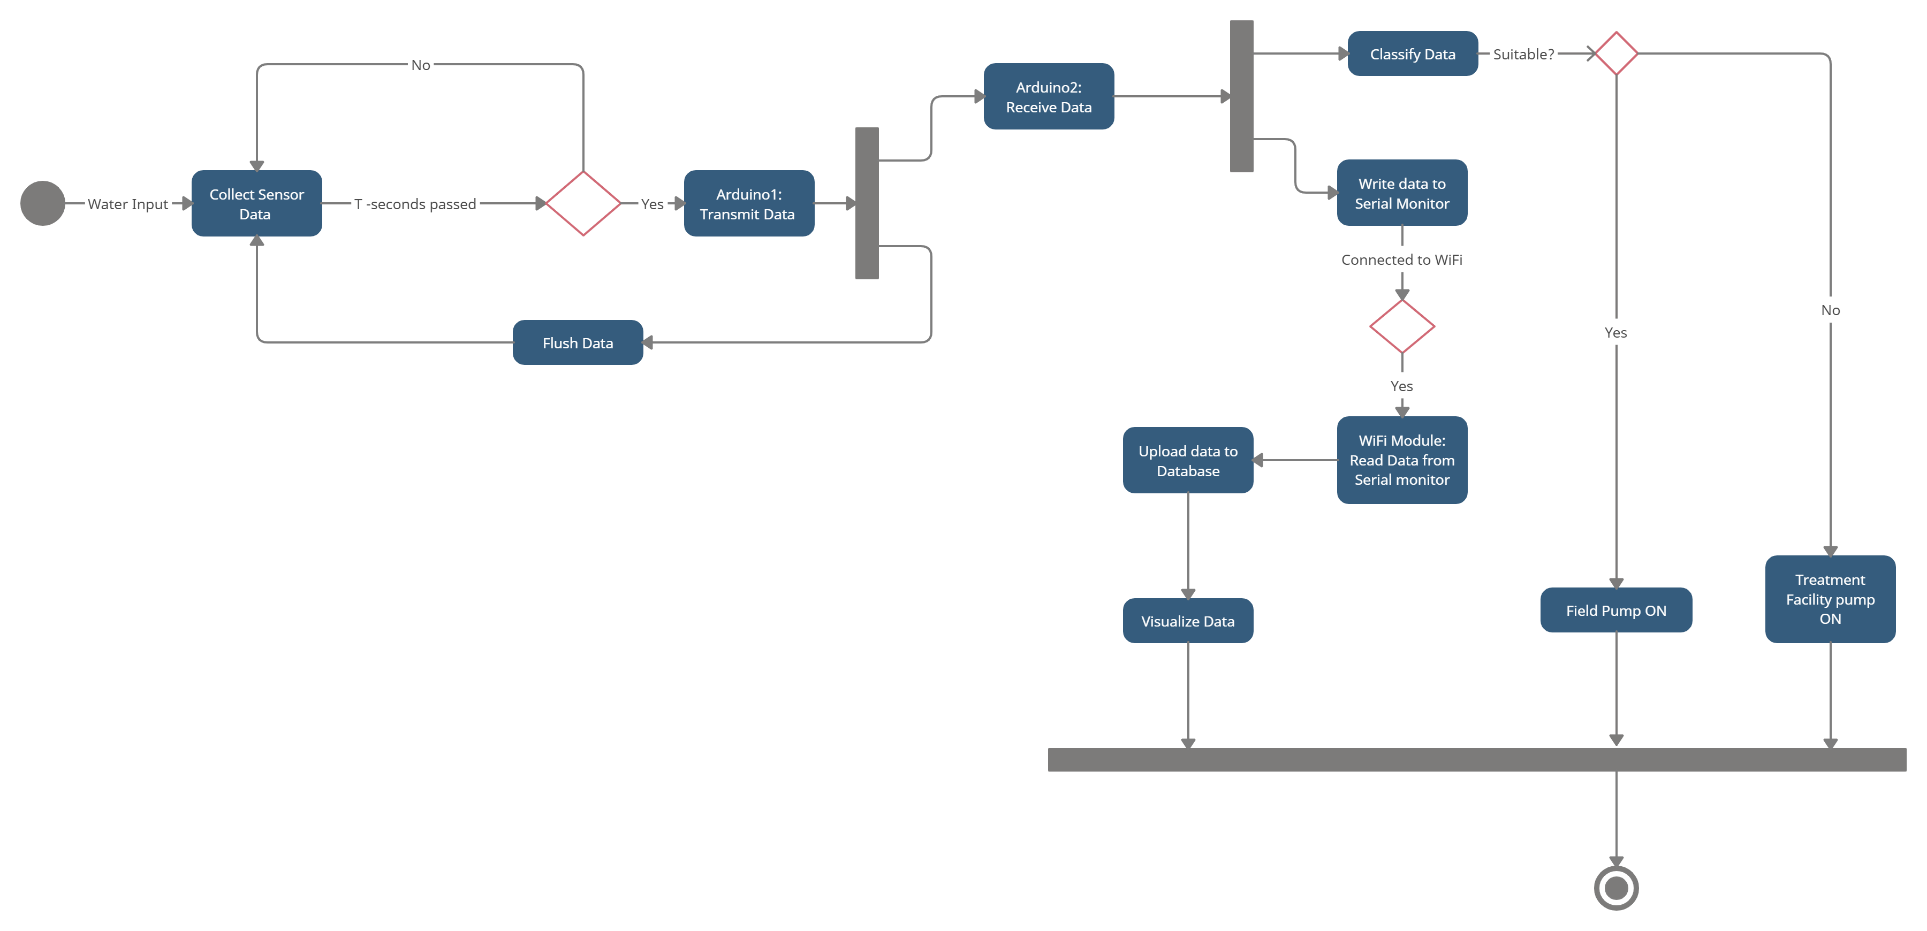 No
Water Input
Collect Sensor
Data
T -seconds passed
Yes
Arduino1:
Transmit Data
Flush Data
Arduino2:
Receive Data
Classify Data
Suitable?
Write data to
Serial Monitor
Connected to WiFi
Yes
WiFi Module:
Read Data from
Serial monitor
Upload data to
Database
Visualize Data
Yes
Field Pump ON
No
Treatment
Facility pump
ON